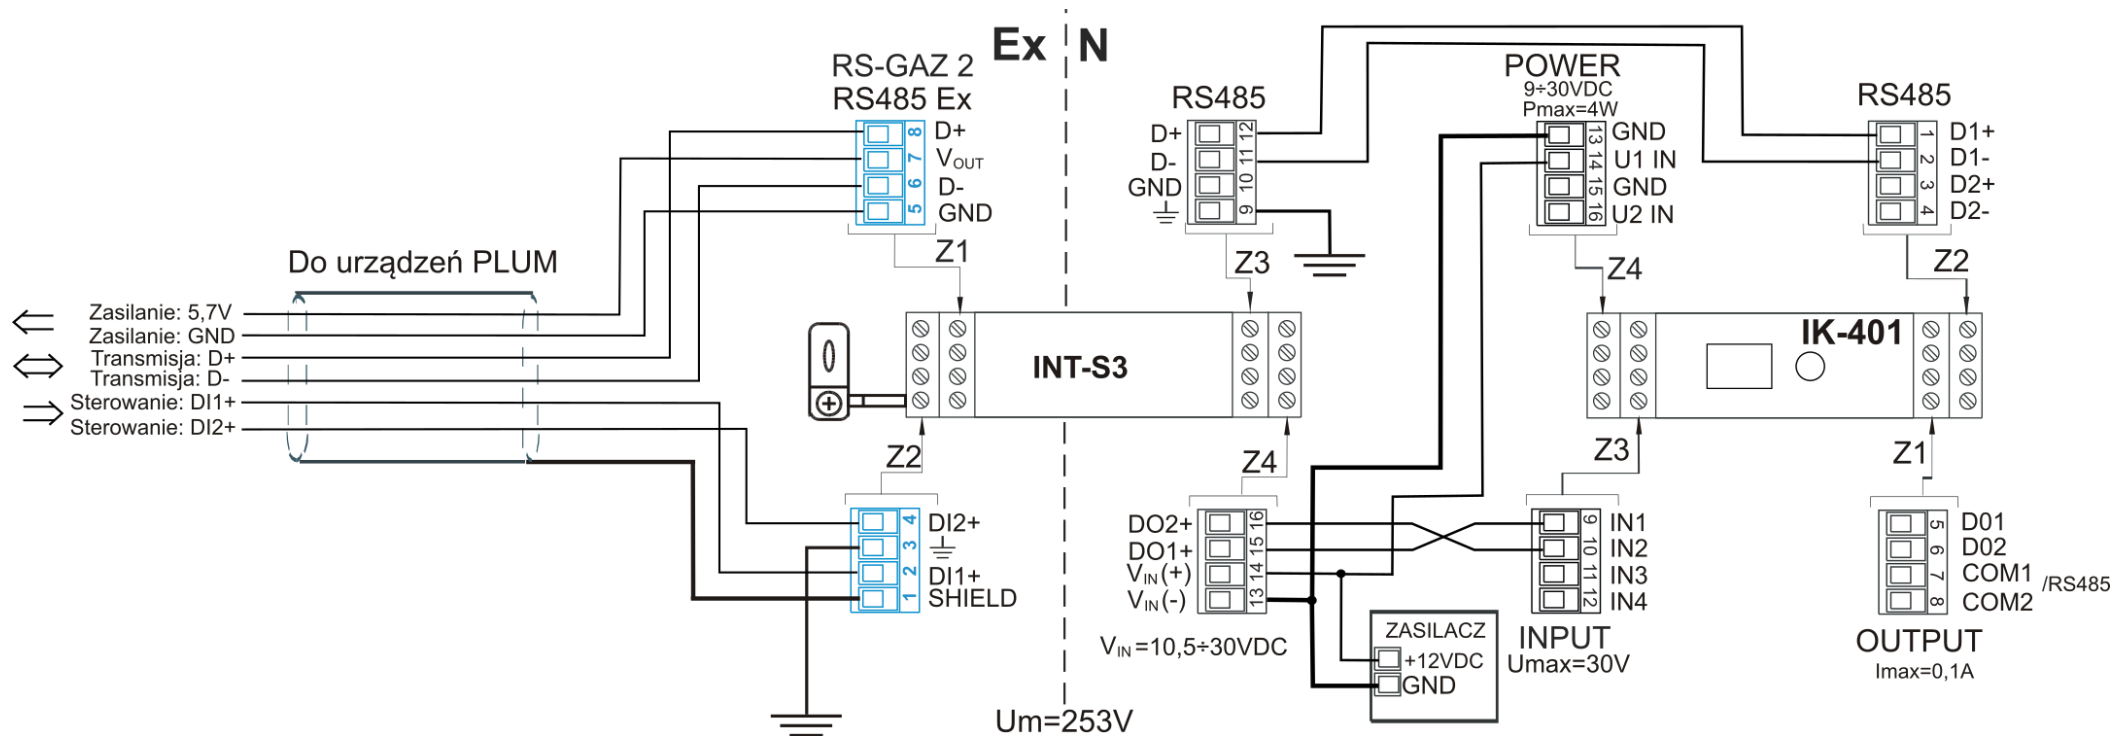 Ex N
RS-GAZ 2
RS485 Ex
8 D+
7 VOUT
6 D-
5 GND
Z1
RS485
D+ 12
D- 11
GND 10
9
Z3
POWER
9÷30VDC
Pmax=4W
13 GND
14 U1 IN
15 GND
16 U2 IN
Z4
RS485
1 D1+
2 D1-
3 D2+
4 D2-
Z2
Do urządzeń PLUM
Zasilanie: 5,7V
Zasilanie: GND
Transmisja: D+
Transmisja: D-
Sterowanie: DI1+
Sterowanie: DI2+
INT-S3
IK-401
Z2
4 DI2+
3
2 DI1+
1 SHIELD
Z4
DO2+ 16
DO1+ 15
VIN(+) 14
VIN(-) 13
VIN=10,5÷30VDC
Um=253V
ZASILACZ
+12VDC
GND
Z3
9 IN1
10 IN2
11 IN3
12 IN4
INPUT
Umax=30V
Z1
5 D01
6 D02
7 COM1
8 COM2
/RS485
OUTPUT
Imax=0,1A